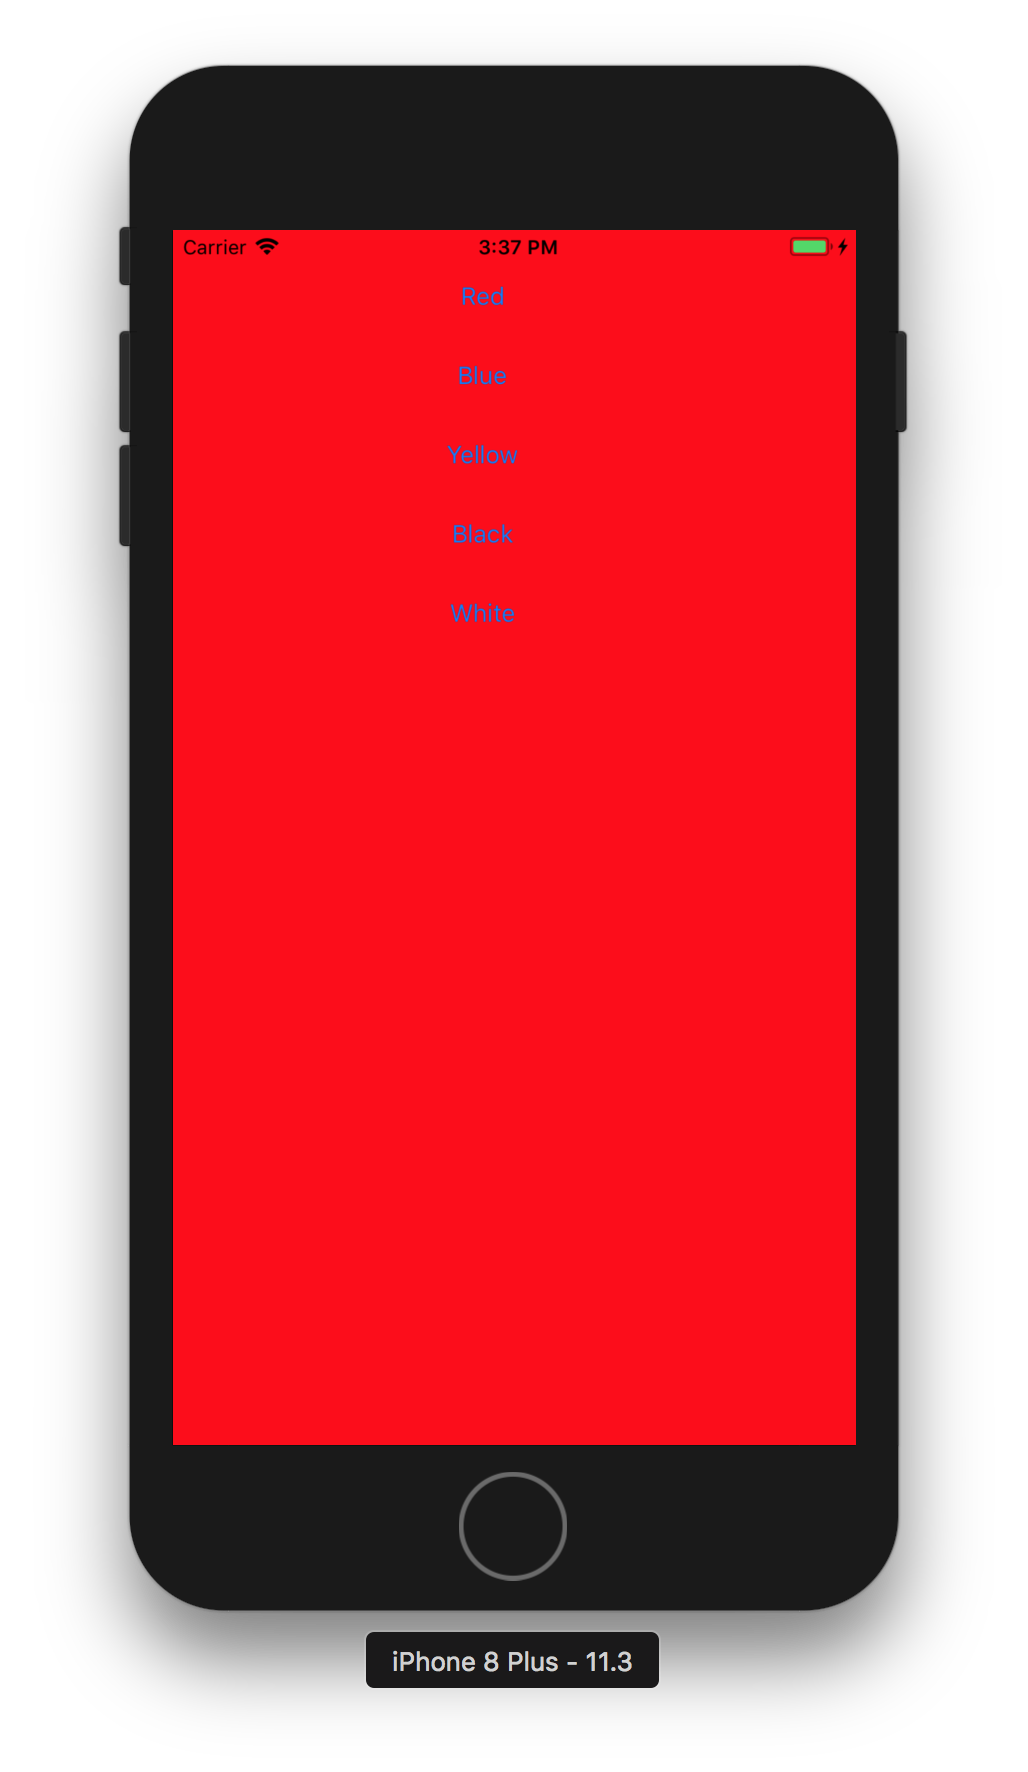 Carrier 3:37 PM
Red
Blue
Yellow
Black
White
iPhone 8 Plus - 11.3